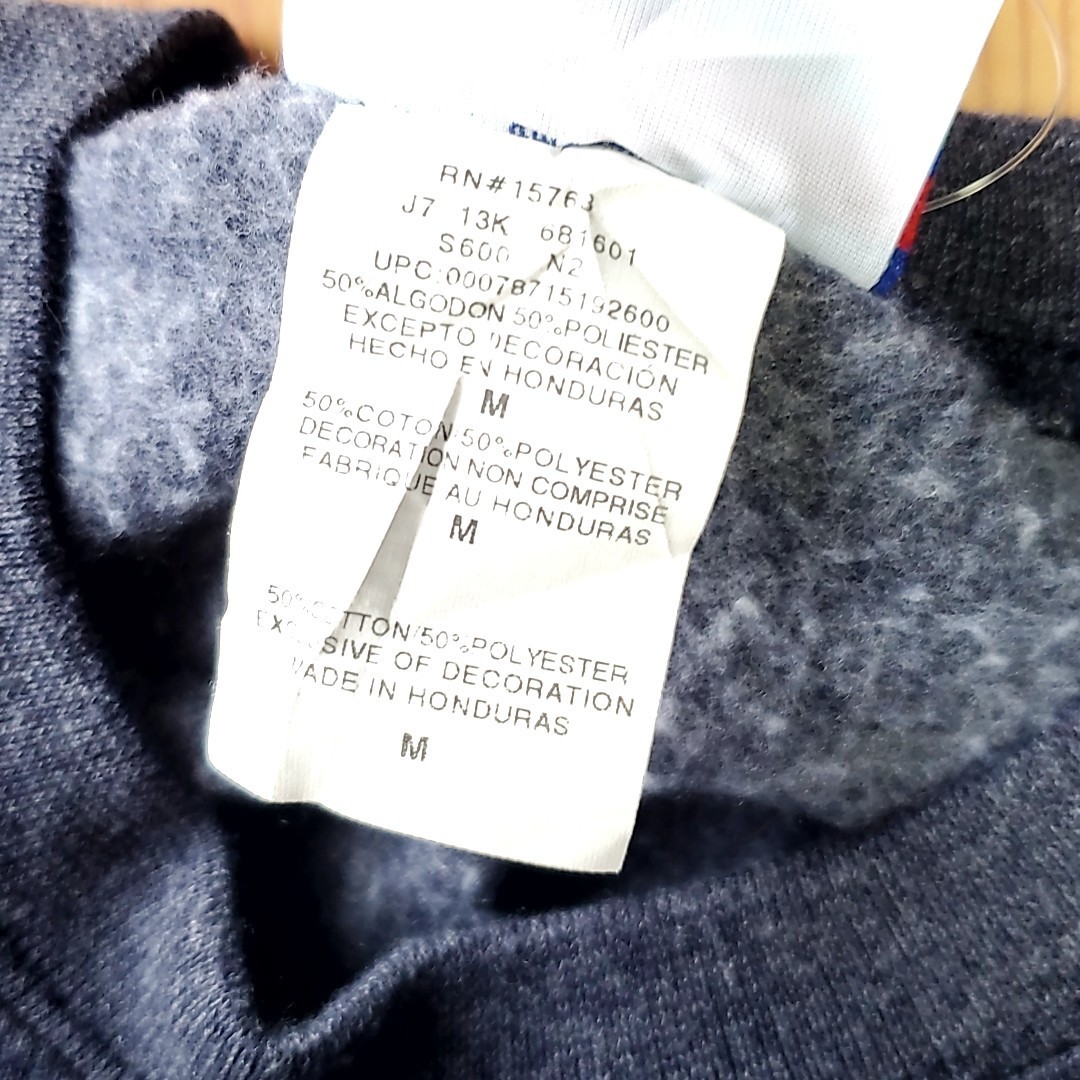 RN#15763
J7 13K 681601
S600 N2
UPC:00078715192600
50%ALGODON 50%POLIESTER
EXCEPTO DECORACIÓN
HECHO EN HONDURAS
M
50%COTON/50%POLYESTER
DECORATION NON COMPRISE
FABRIQUE AU HONDURAS
M
50%COTTON/50%POLYESTER
EXCLUSIVE OF DECORATION
MADE IN HONDURAS
M